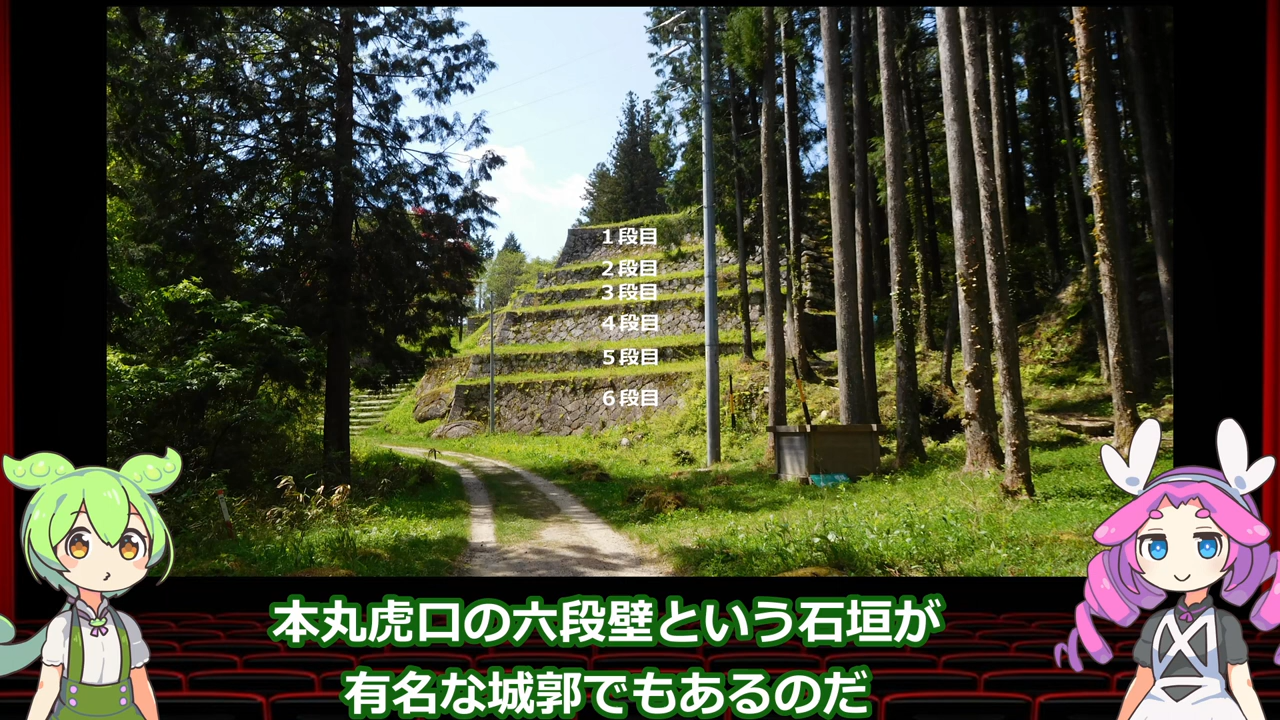 1段目
2段目
3段目
4段目
5段目
6段目
本丸虎口の六段壁という石垣が
有名な城郭でもあるのだ